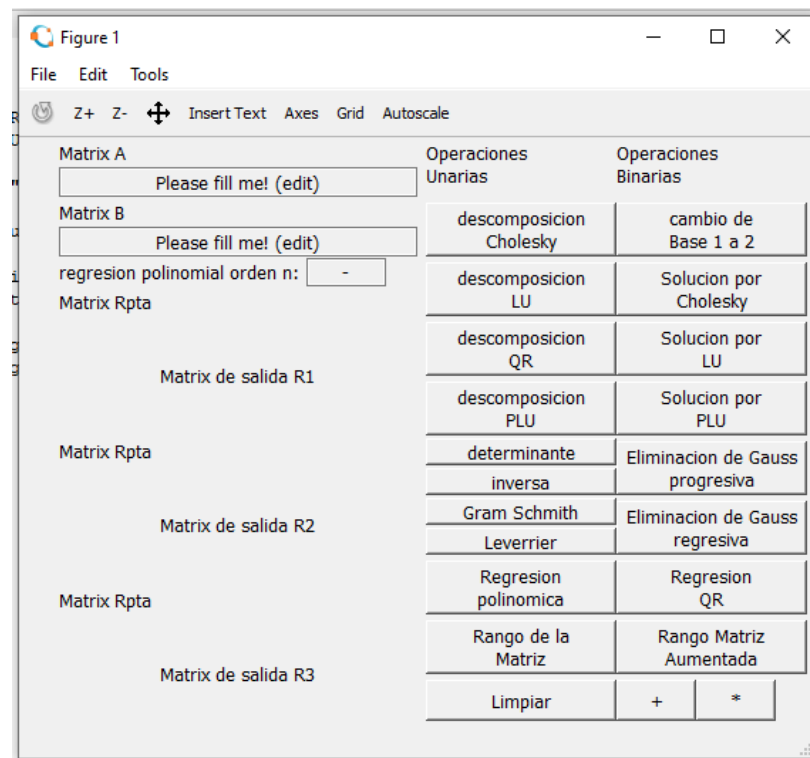 Figure 1
File Edit Tools
Z+ Z- Insert Text Axes Grid Autoscale
Matrix A
Please fill me! (edit)
Matrix B
Please fill me! (edit)
regresion polinomial orden n: -
Matrix Rpta
Matrix de salida R1
Matrix Rpta
Matrix de salida R2
Matrix Rpta
Matrix de salida R3
Operaciones
Unarias
descomposicion
Cholesky
descomposicion
LU
descomposicion
QR
descomposicion
PLU
determinante
inversa
Gram Schmith
Leverrier
Regresion
polinomica
Rango de la
Matriz
Limpiar
Operaciones
Binarias
cambio de
Base 1 a 2
Solucion por
Cholesky
Solucion por
LU
Solucion por
PLU
Eliminacion de Gauss
progresiva
Eliminacion de Gauss
regresiva
Regresion
QR
Rango Matriz
Aumentada
+ *